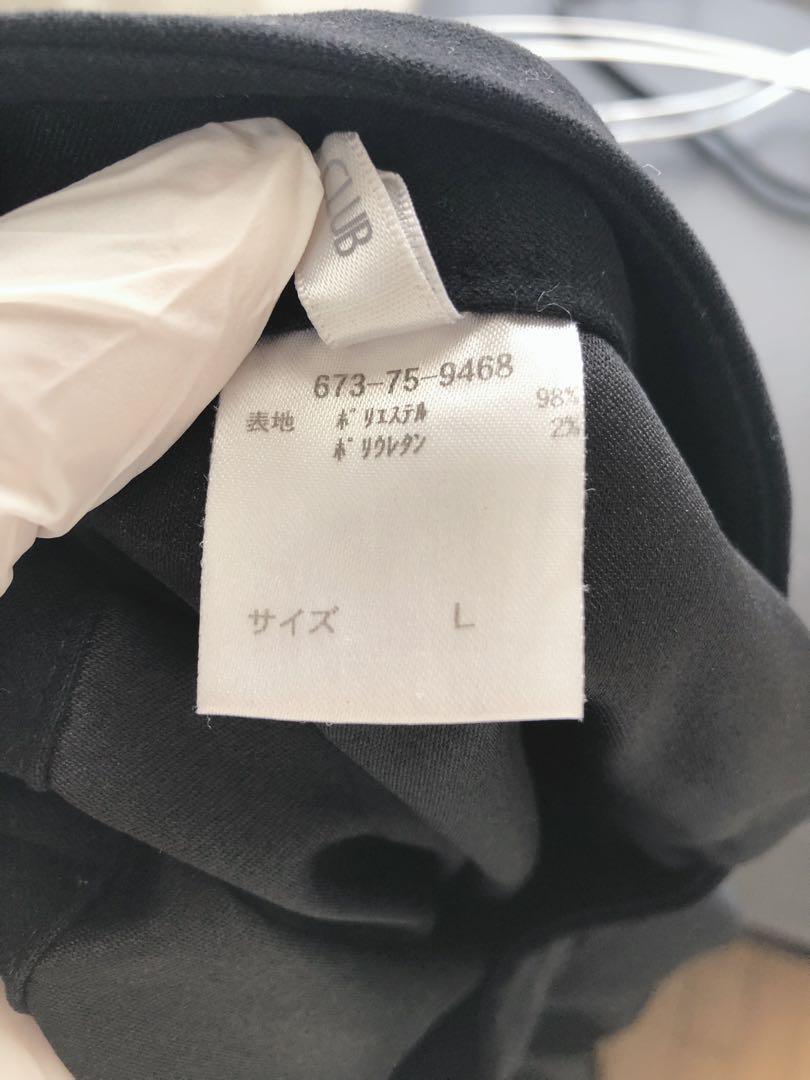 CLUB
673-75-9468
表地 ポリエステル 98%
ポリウレタン 2%
サイズ L